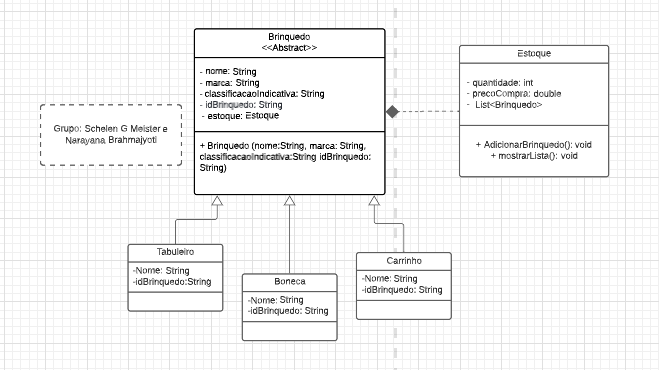 Brinquedo
<<Abstract>>
- nome: String
- marca: String
- classificacaoIndicativa: String
- idBrinquedo: String
- estoque: Estoque
+ Brinquedo (nome:String, marca: String,
classificacaoIndicativa:String idBrinquedo:
String)
Estoque
- quantidade: int
- precoCompra: double
- List<Brinquedo>
+ AdicionarBrinquedo(): void
+ mostrarLista(): void
Grupo: Schelen G Meister e
Narayana Brahmajyoti
Tabuleiro
-Nome: String
-idBrinquedo:String
Boneca
-Nome: String
-idBrinquedo: String
Carrinho
-Nome: String
-idBrinquedo: String